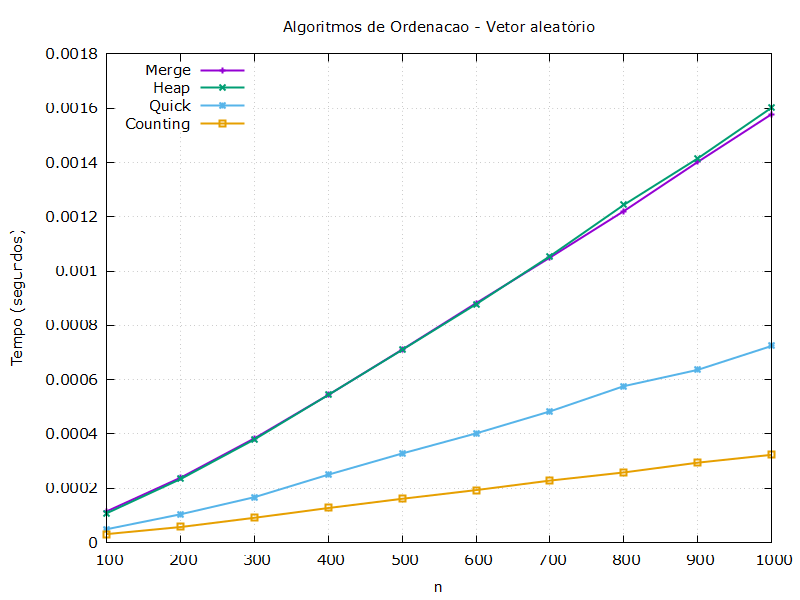 Algoritmos de Ordenacao - Vetor aleatório
0.0018
0.0016
0.0014
0.0012
0.001
0.0008
0.0006
0.0004
0.0002
0
Tempo (segundos)
Merge
Heap
Quick
Counting
100 200 300 400 500 600 700 800 900 1000
n